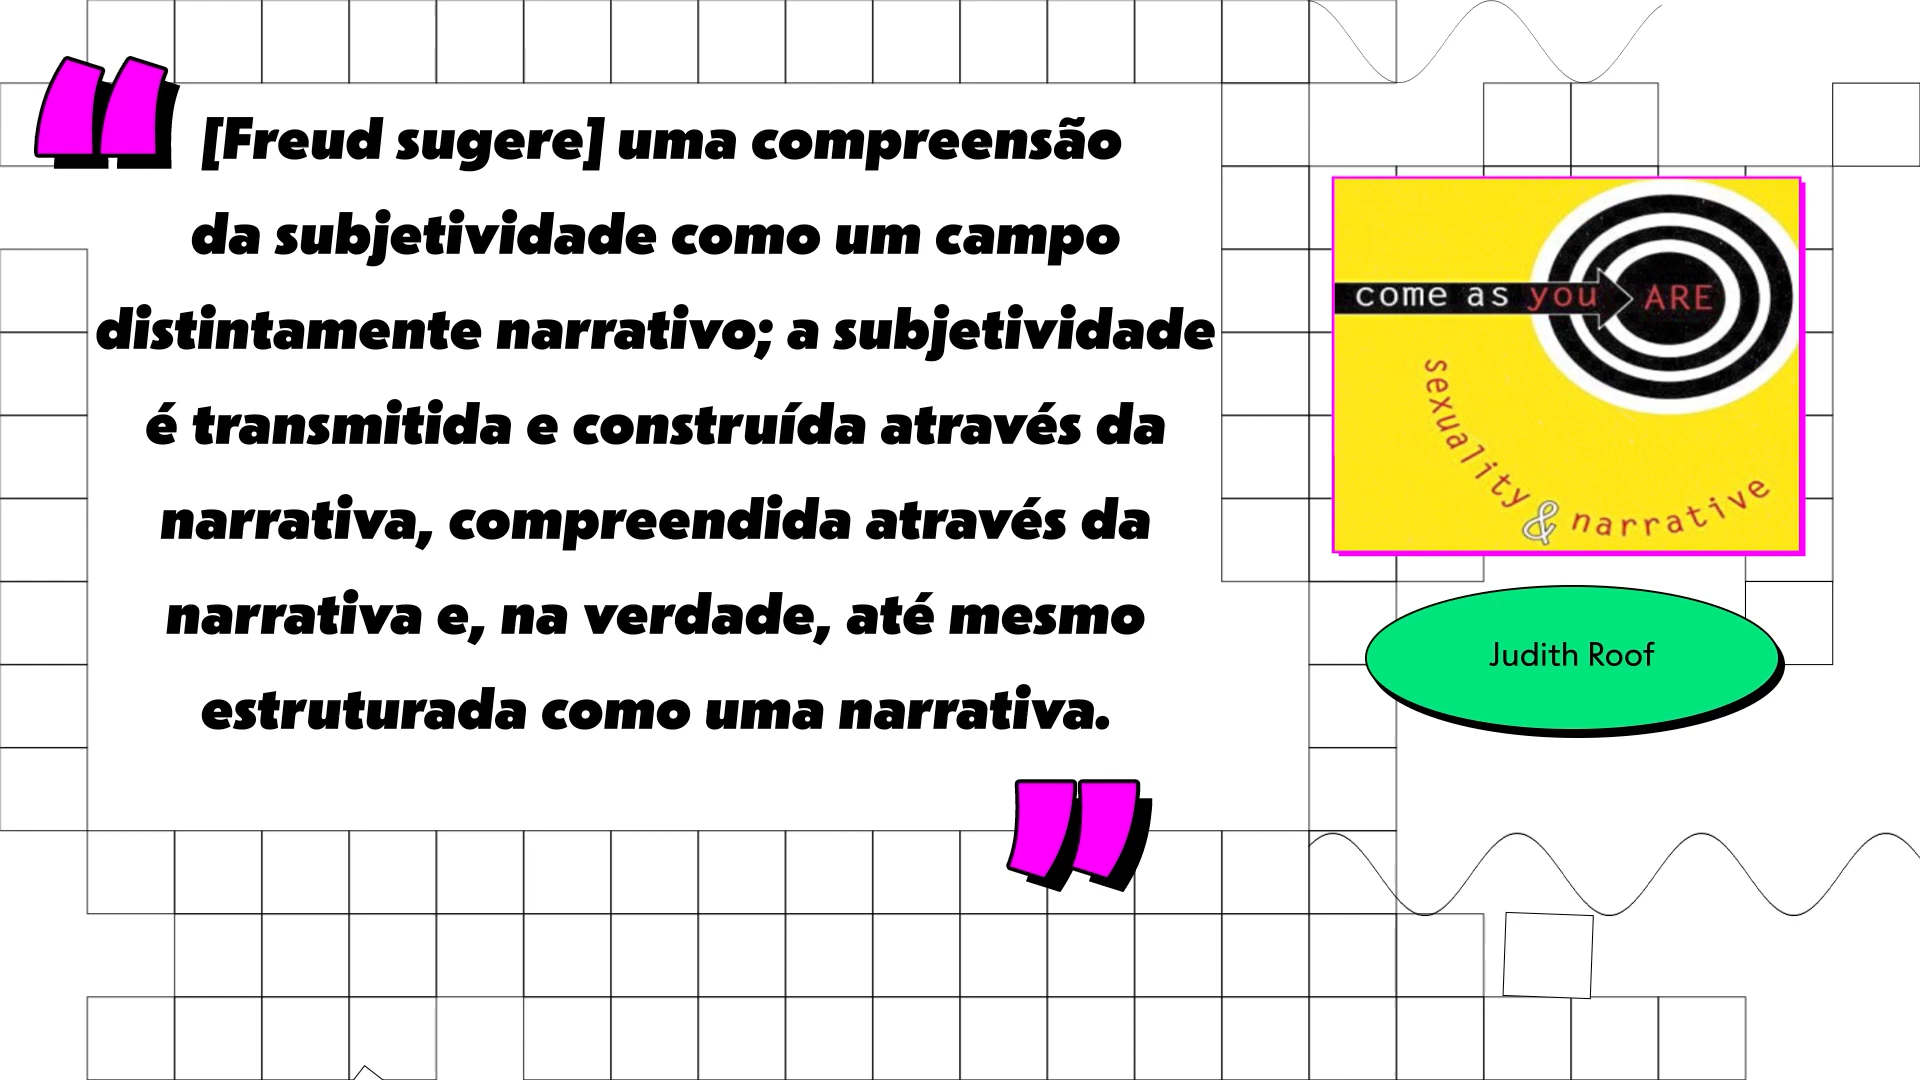 [Freud sugere] uma compreensão
da subjetividade como um campo
distintamente narrativo; a subjetividade
é transmitida e construída através da
narrativa, compreendida através da
narrativa e, na verdade, até mesmo
estruturada como uma narrativa.
come as you ARE
sexuality & narrative
Judith Roof